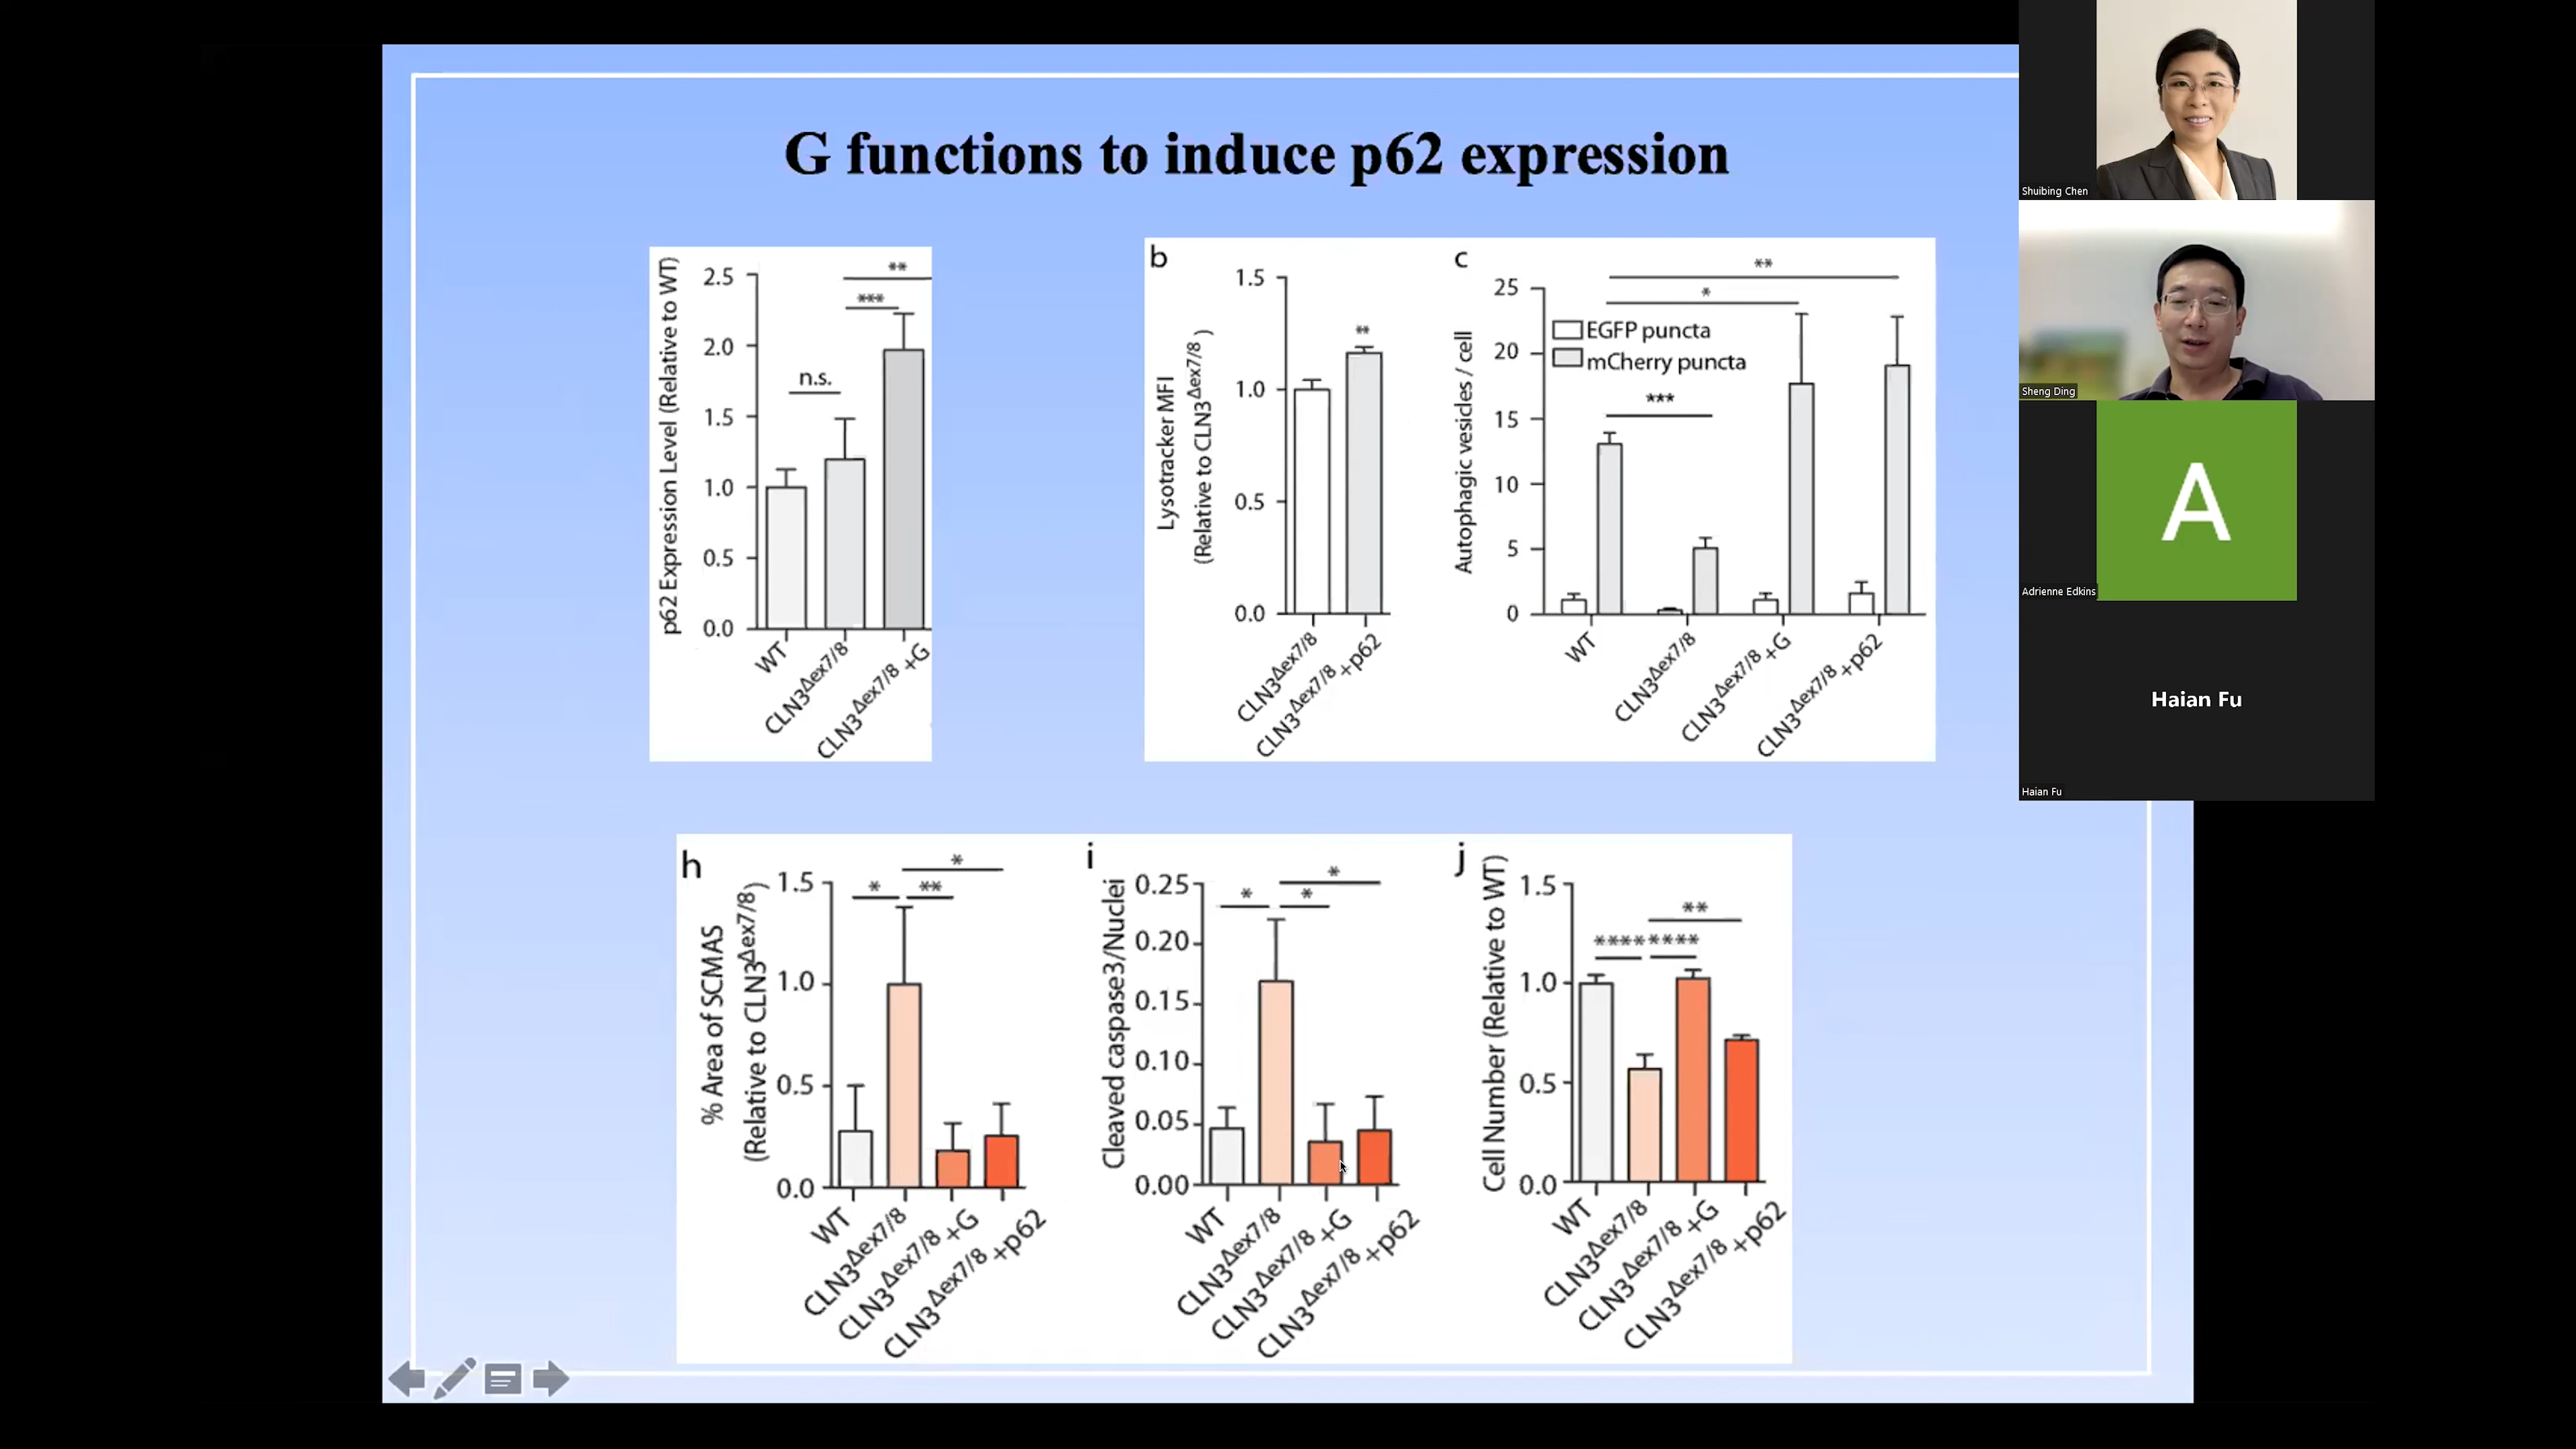 G functions to induce p62 expression
p62 Expression Level (Relative to WT)
2.5
2.0
1.5
1.0
0.5
0.0
**
***
n.s.
WT
CLN3Δex7/8
CLN3Δex7/8 +G
b
Lysotracker MFI
(Relative to CLN3Δex7/8)
1.5
1.0
0.5
0.0
**
CLN3Δex7/8
CLN3Δex7/8 +p62
c
Autophagic vesicles / cell
25
20
15
10
5
0
**
*
EGFP puncta
mCherry puncta
***
WT
CLN3Δex7/8
CLN3Δex7/8 +G
CLN3Δex7/8 +p62
h
% Area of SCMAS
(Relative to CLN3Δex7/8)
1.5
1.0
0.5
0.0
*
* **
WT
CLN3Δex7/8
CLN3Δex7/8 +G
CLN3Δex7/8 +p62
i
Cleaved caspase3/Nuclei
0.25
0.20
0.15
0.10
0.05
0.00
*
* *
WT
CLN3Δex7/8
CLN3Δex7/8 +G
CLN3Δex7/8 +p62
j
Cell Number (Relative to WT)
1.5
1.0
0.5
0.0
**
********
WT
CLN3Δex7/8
CLN3Δex7/8 +G
CLN3Δex7/8 +p62
Shuibing Chen
Sheng Ding
A
Adrienne Edkins
Haian Fu
Haian Fu